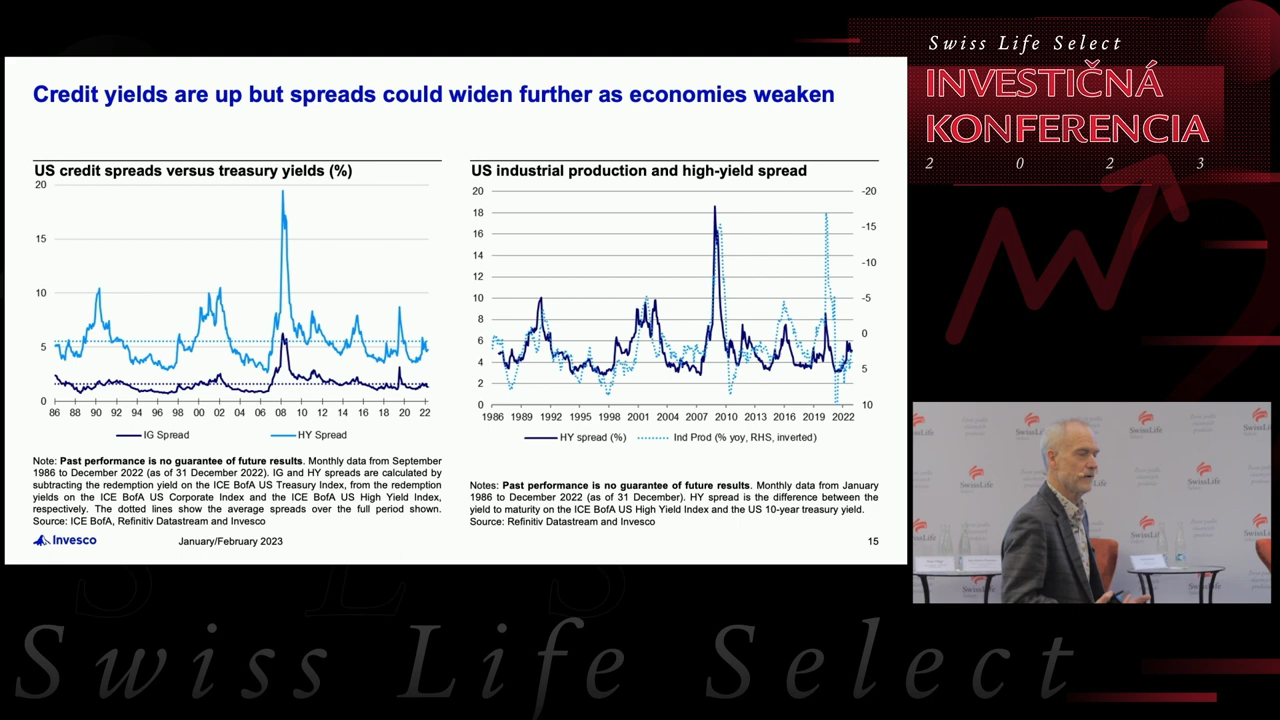 Swiss Life Select
INVESTIČNÁ
KONFERENCIA
2 0 2 3
Credit yields are up but spreads could widen further as economies weaken
US credit spreads versus treasury yields (%)
20
15
10
5
0
86 88 90 92 94 96 98 00 02 04 06 08 10 12 14 16 18 20 22
IG Spread HY Spread
Note: Past performance is no guarantee of future results. Monthly data from September
1986 to December 2022 (as of 31 December 2022). IG and HY spreads are calculated by
subtracting the redemption yield on the ICE BofA US Treasury Index, from the redemption
yields on the ICE BofA US Corporate Index and the ICE BofA US High Yield Index,
respectively. The dotted lines show the average spreads over the full period shown.
Source: ICE BofA, Refinitiv Datastream and Invesco
US industrial production and high-yield spread
20 -20
18
16 -15
14
12 -10
10 -5
8
6 0
4 5
2
0 10
1986 1989 1992 1995 1998 2001 2004 2007 2010 2013 2016 2019 2022
HY spread (%) Ind Prod (% yoy, RHS, inverted)
Notes: Past performance is no guarantee of future results. Monthly data from January
1986 to December 2022 (as of 31 December). HY spread is the difference between the
yield to maturity on the ICE BofA US High Yield Index and the US 10-year treasury yield.
Source: Refinitiv Datastream and Invesco
Invesco
January/February 2023
15
SwissLife
S L S
Swiss Life Select